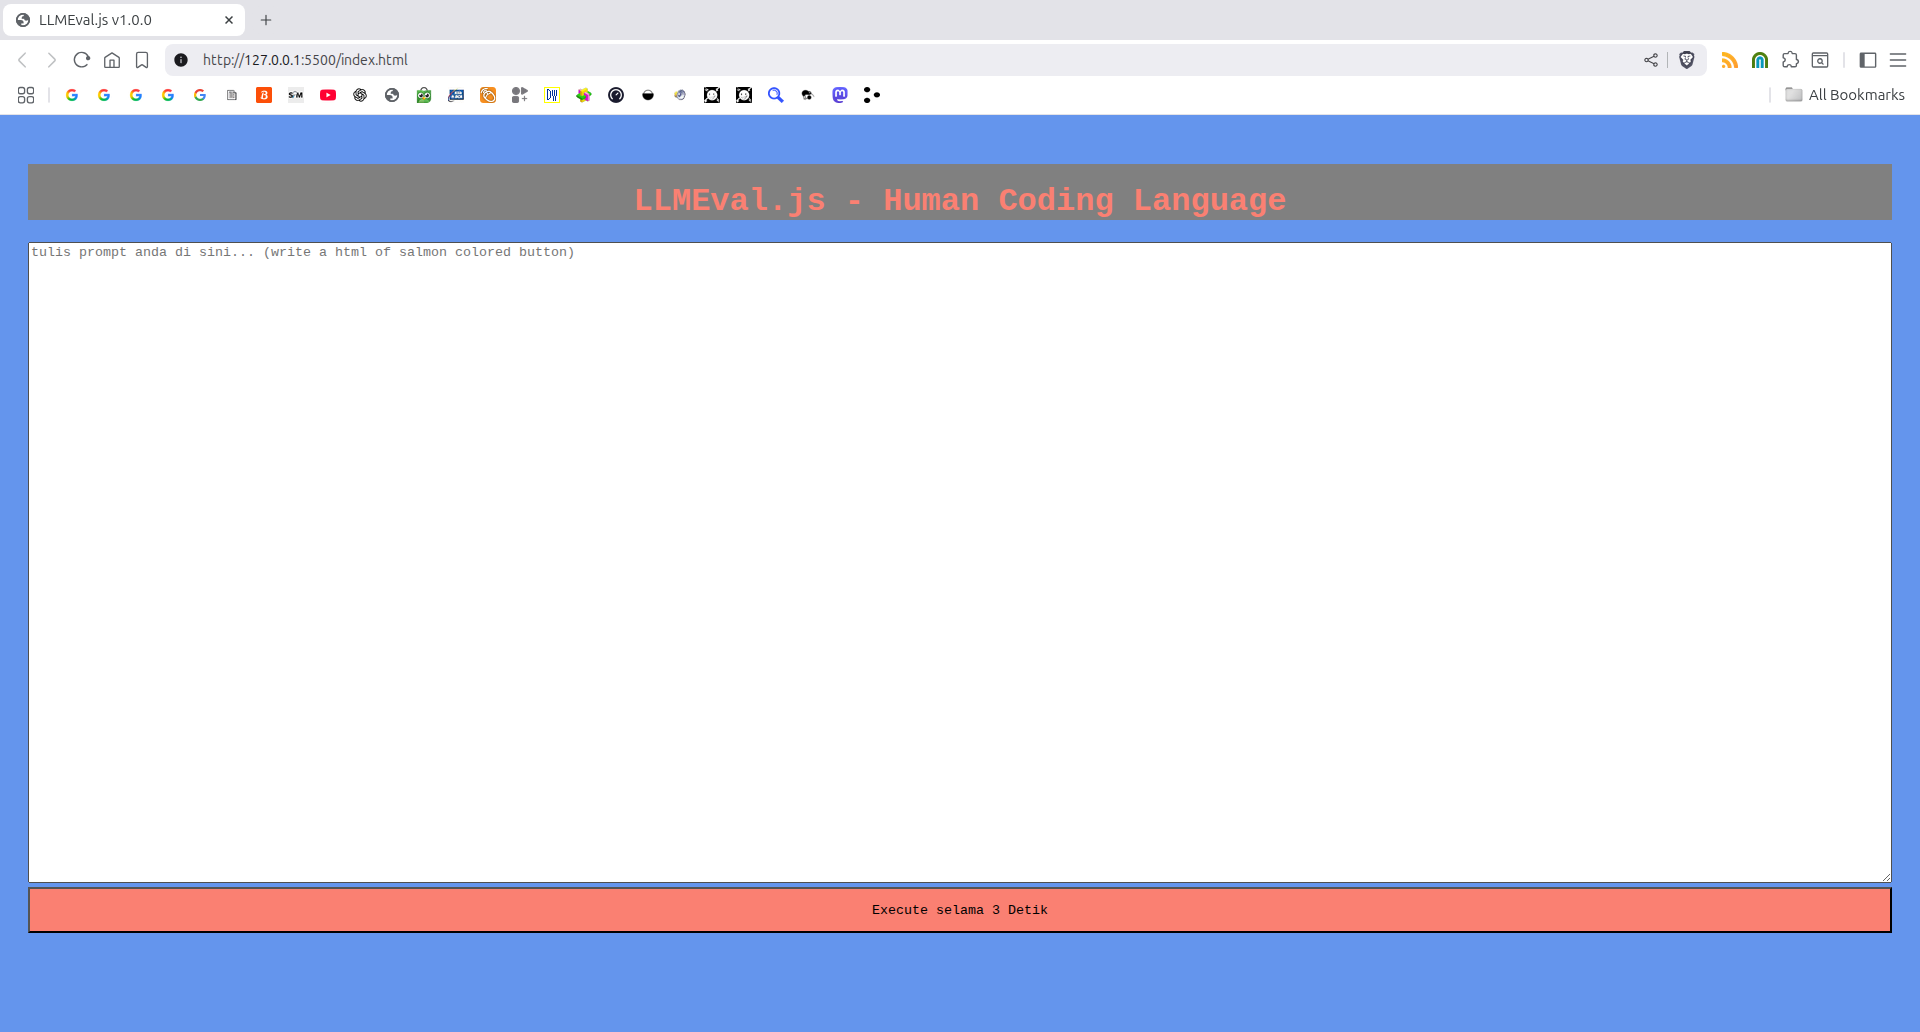 LLMEval.js v1.0.0
http://127.0.0.1:5500/index.html
All Bookmarks
LLMEval.js - Human Coding Language
tulis prompt anda di sini... (write a html of salmon colored button)
Execute selama 3 Detik